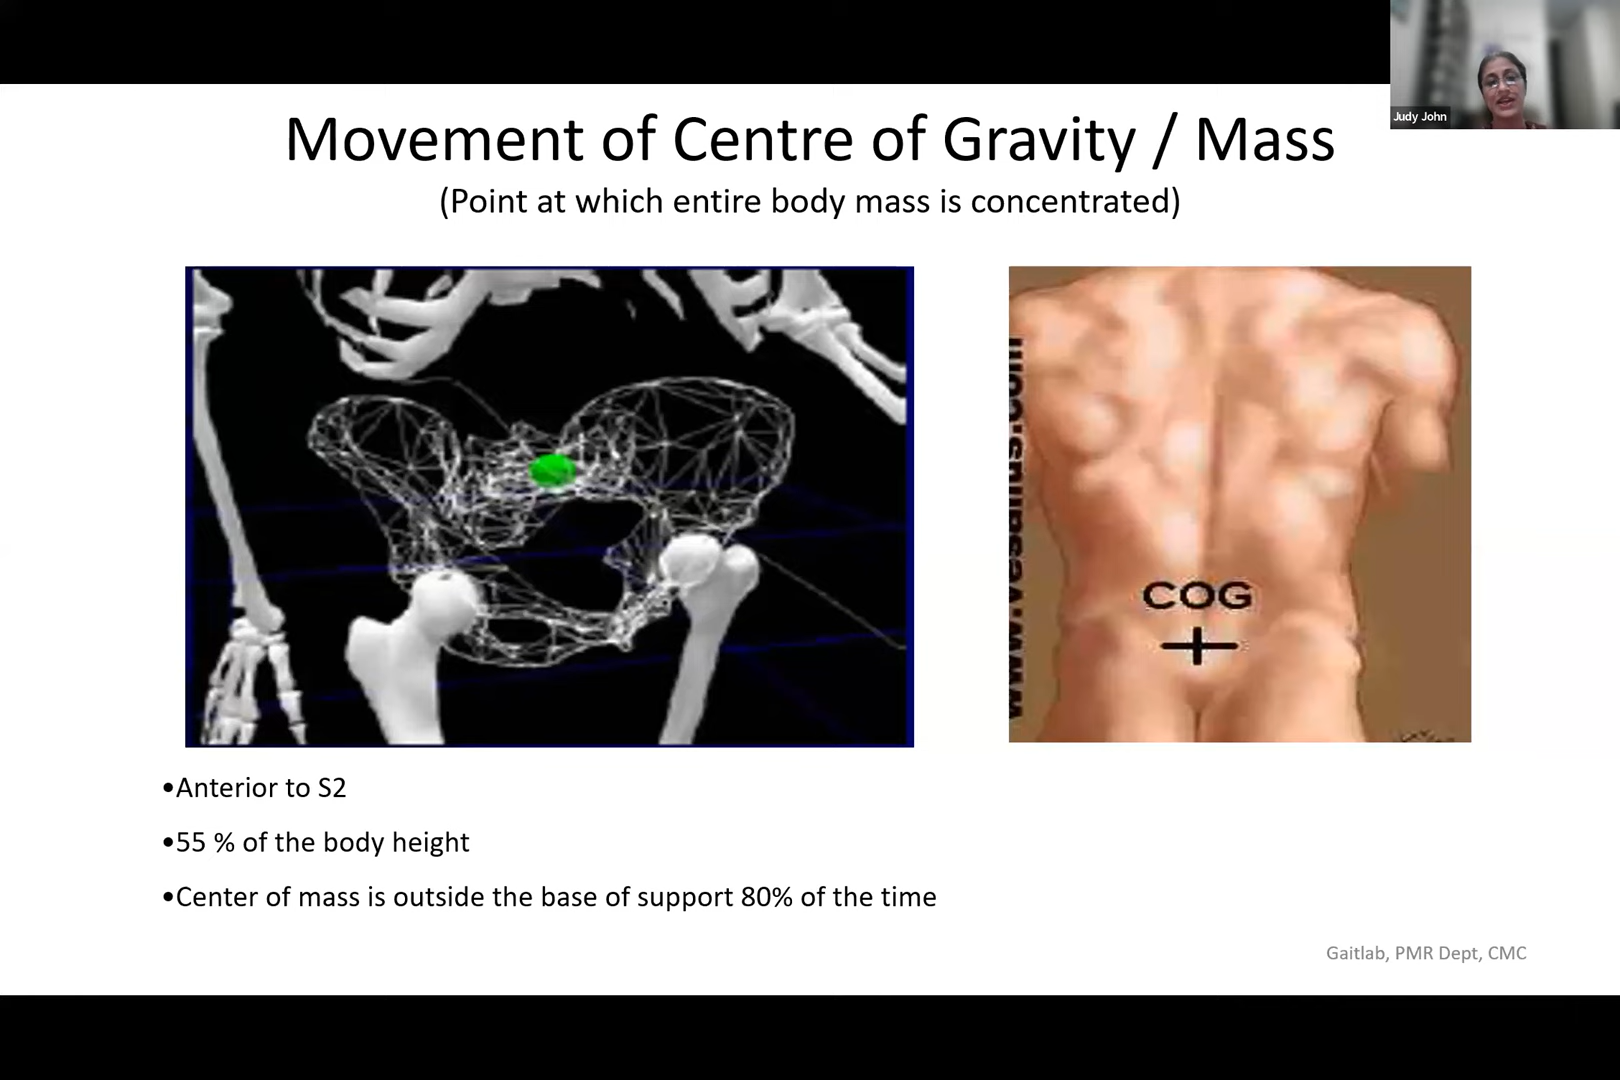 Judy John
Movement of Centre of Gravity / Mass
(Point at which entire body mass is concentrated)
COG
•Anterior to S2
•55 % of the body height
•Center of mass is outside the base of support 80% of the time
Gaitlab, PMR Dept, CMC